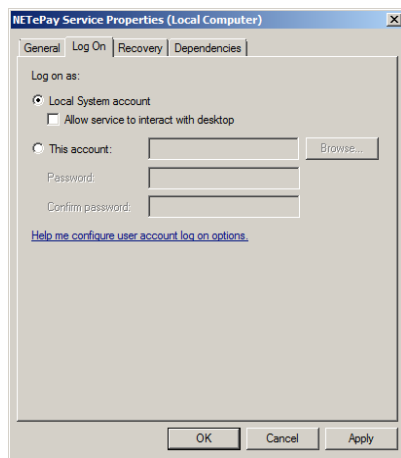 NETePay Service Properties (Local Computer)
General Log On Recovery Dependencies
Log on as:
Local System account
Allow service to interact with desktop
This account:
Browse...
Password:
Confirm password:
Help me configure user account log on options.
OK Cancel Apply